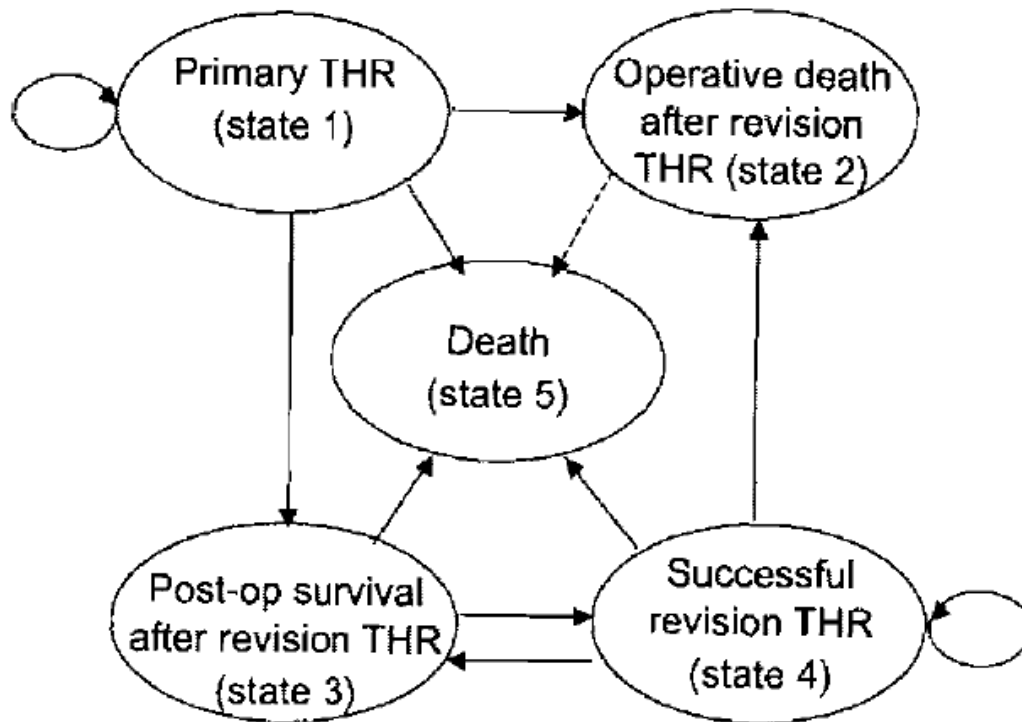 Primary THR
(state 1)
Operative death
after revision
THR (state 2)
Death
(state 5)
Post-op survival
after revision THR
(state 3)
Successful
revision THR
(state 4)